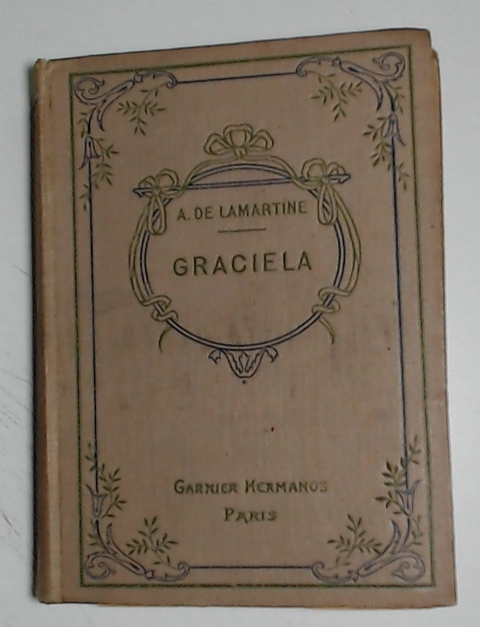 A. DE LAMARTINE
GRACIELA
GARNIER HERMANOS
PARIS